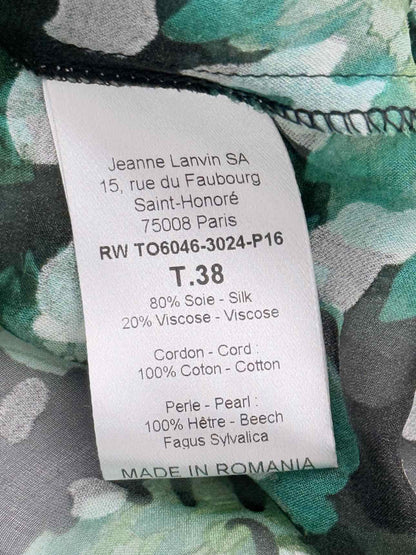 Jeanne Lanvin SA
15, rue du Faubourg
Saint-Honoré
75008 Paris
RW TO6046-3024-P16
T.38
80% Soie - Silk
20% Viscose - Viscose
Cordon - Cord :
100% Coton - Cotton
Perle - Pearl :
100% Hêtre - Beech
Fagus Sylvalica
MADE IN ROMANIA